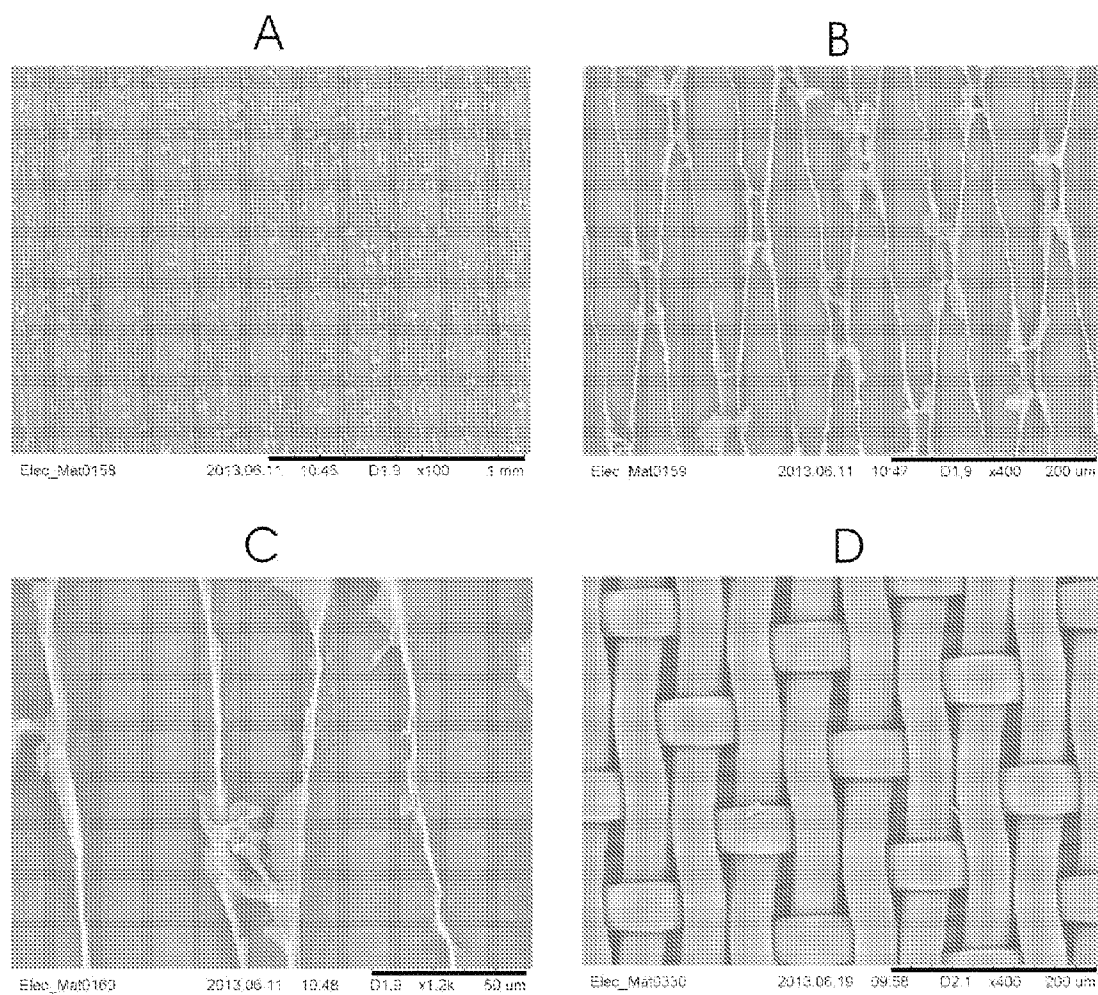 A
B
Elec_Mat0158 2013.06.11 10:45 D1,9 x100 1 mm
Elec_Mat0159 2013.06.11 10:47 D1,9 x400 200 um
C
D
Elec_Mat0160 2013.06.11 10:48 D1,9 x1.2k 50 um
Elec_Mat0330 2013.06.19 09:58 D2,1 x400 200 um